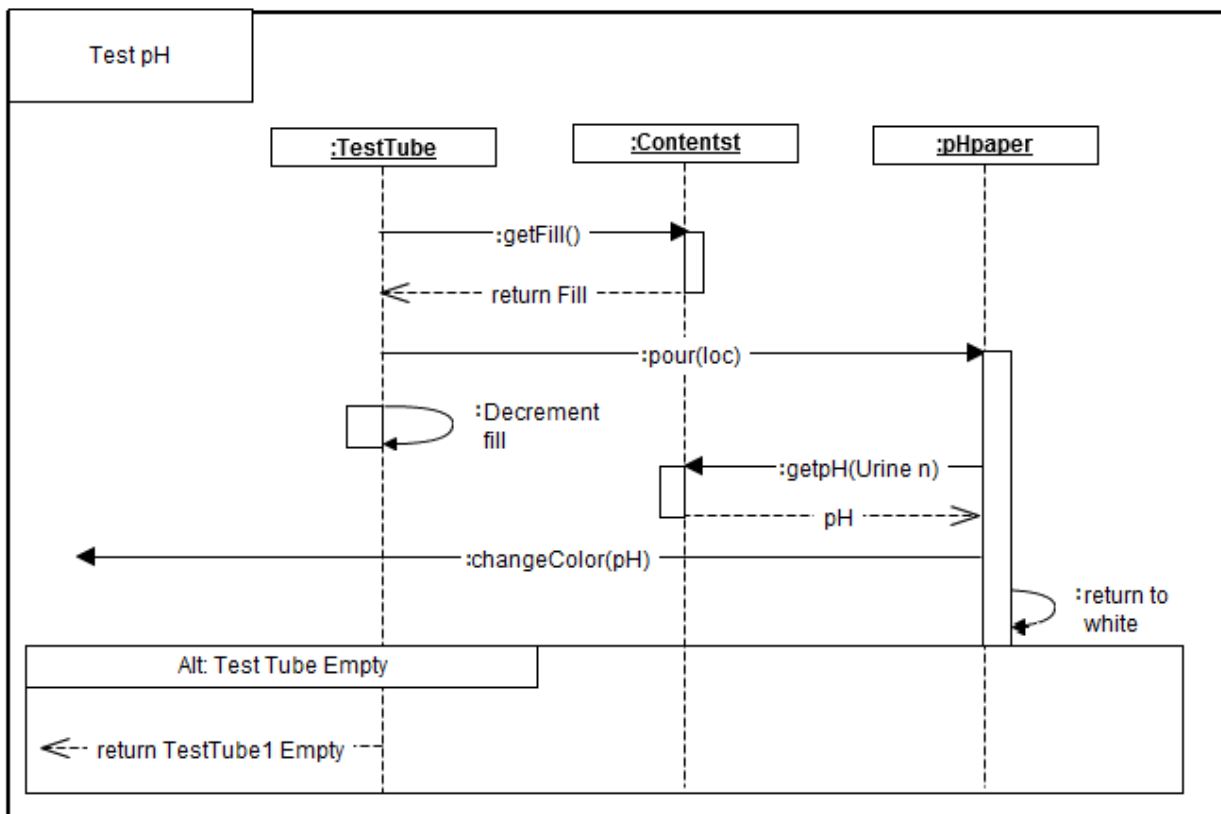 Test pH
:TestTube
:Contentst
:pHpaper
:getFill()
return Fill
:pour(loc)
:Decrement
fill
:getpH(Urine n)
pH
:changeColor(pH)
:return to
white
Alt: Test Tube Empty
return TestTube1 Empty